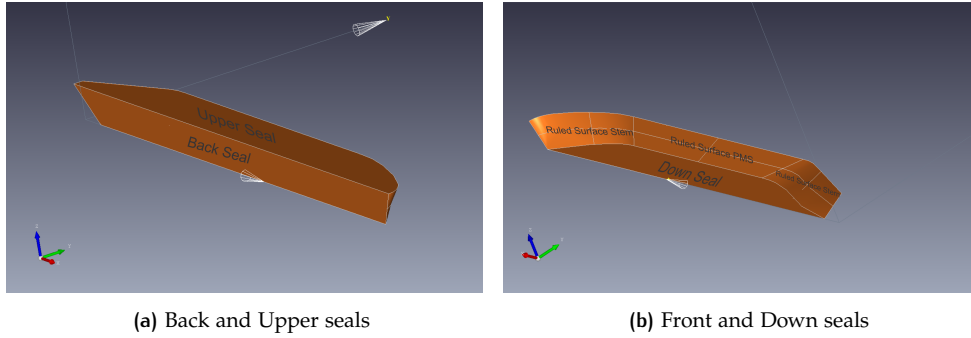 Y
Upper Seal
Back Seal
Ruled Surface Stern
Ruled Surface PMS
Ruled Surface Stem
Down Seal
(a) Back and Upper seals
(b) Front and Down seals